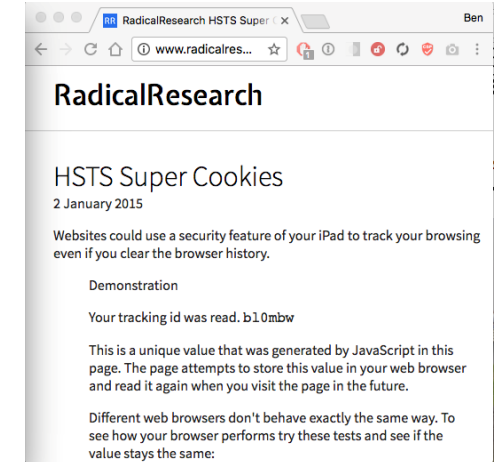 RR RadicalResearch HSTS Super C
Ben
www.radicalres...
RadicalResearch
HSTS Super Cookies
2 January 2015
Websites could use a security feature of your iPad to track your browsing
even if you clear the browser history.
Demonstration
Your tracking id was read. bl0mbw
This is a unique value that was generated by JavaScript in this
page. The page attempts to store this value in your web browser
and read it again when you visit the page in the future.
Different web browsers don't behave exactly the same way. To
see how your browser performs try these tests and see if the
value stays the same: